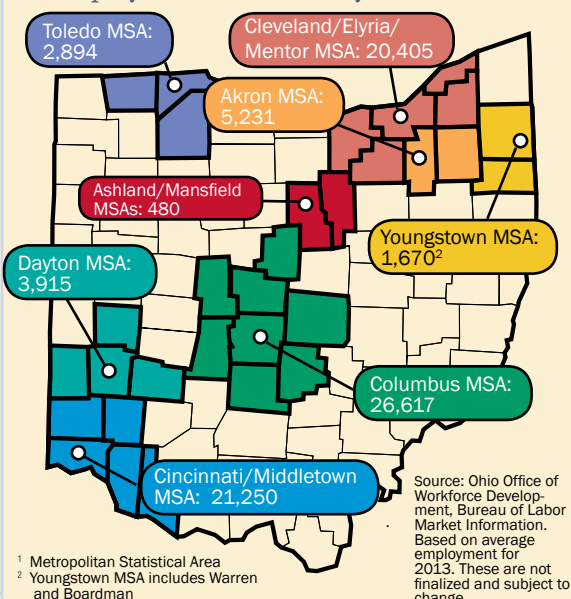 Toledo MSA:
2,894
Cleveland/Elyria/
Mentor MSA: 20,405
Akron MSA:
5,231
Ashland/Mansfield
MSAs: 480
Youngstown MSA:
1,670²
Dayton MSA:
3,915
Columbus MSA:
26,617
Cincinnati/Middletown
MSA: 21,250
Source: Ohio Office of
Workforce Develop-
ment, Bureau of Labor
Market Information.
Based on average
employment for
2013. These are not
finalized and subject to
change.
¹ Metropolitan Statistical Area
² Youngstown MSA includes Warren
and Boardman